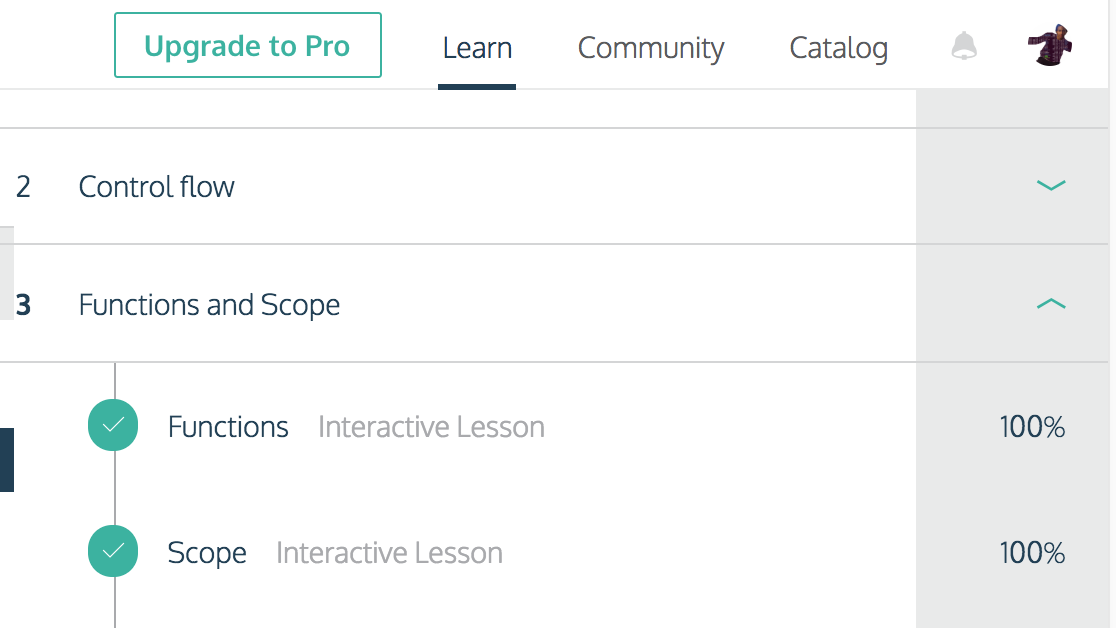 Upgrade to Pro Learn Community Catalog
2 Control flow
3 Functions and Scope
Functions Interactive Lesson 100%
Scope Interactive Lesson 100%